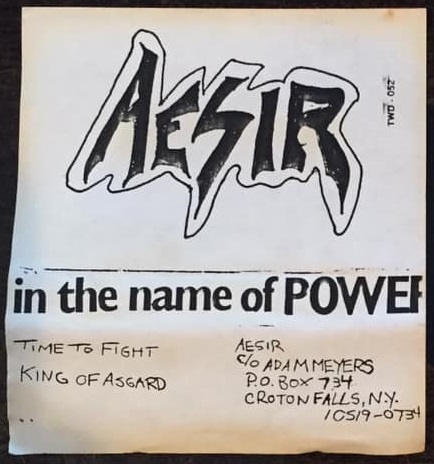 AESIR
TWD-052
in the name of POWER
TIME TO FIGHT
KING OF ASGARD
AESIR
C/O ADAM MEYERS
P.O. BOX 734
CROTON FALLS, N.Y.
10519-0734